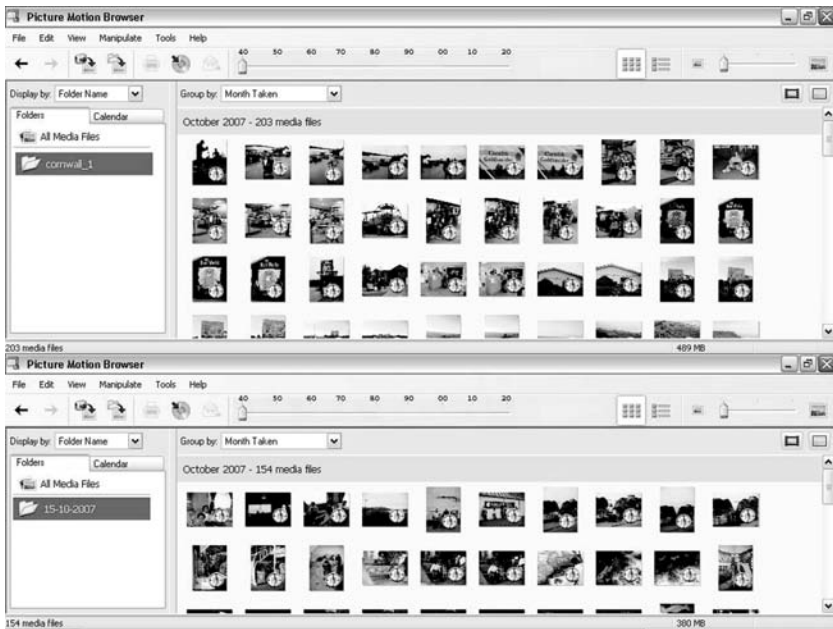 Picture Motion Browser
File Edit View Manipulate Tools Help
40 50 60 70 80 90 00 10 20
Display by: Folder Name
Group by: Month Taken
Folders Calendar
October 2007 - 203 media files
All Media Files
cornwall_1
203 media files 489 MB
Picture Motion Browser
File Edit View Manipulate Tools Help
40 50 60 70 80 90 00 10 20
Display by: Folder Name
Group by: Month Taken
Folders Calendar
October 2007 - 154 media files
All Media Files
15-10-2007
154 media files 380 MB